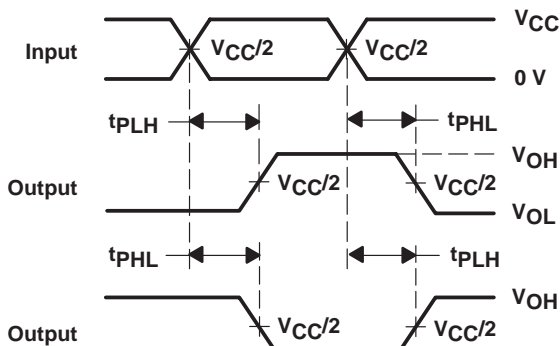 VCC
Input
VCC/2
VCC/2
0 V
tPLH
tPHL
VOH
Output
VCC/2
VCC/2
VOL
tPHL
tPLH
VOH
Output
VCC/2
VCC/2